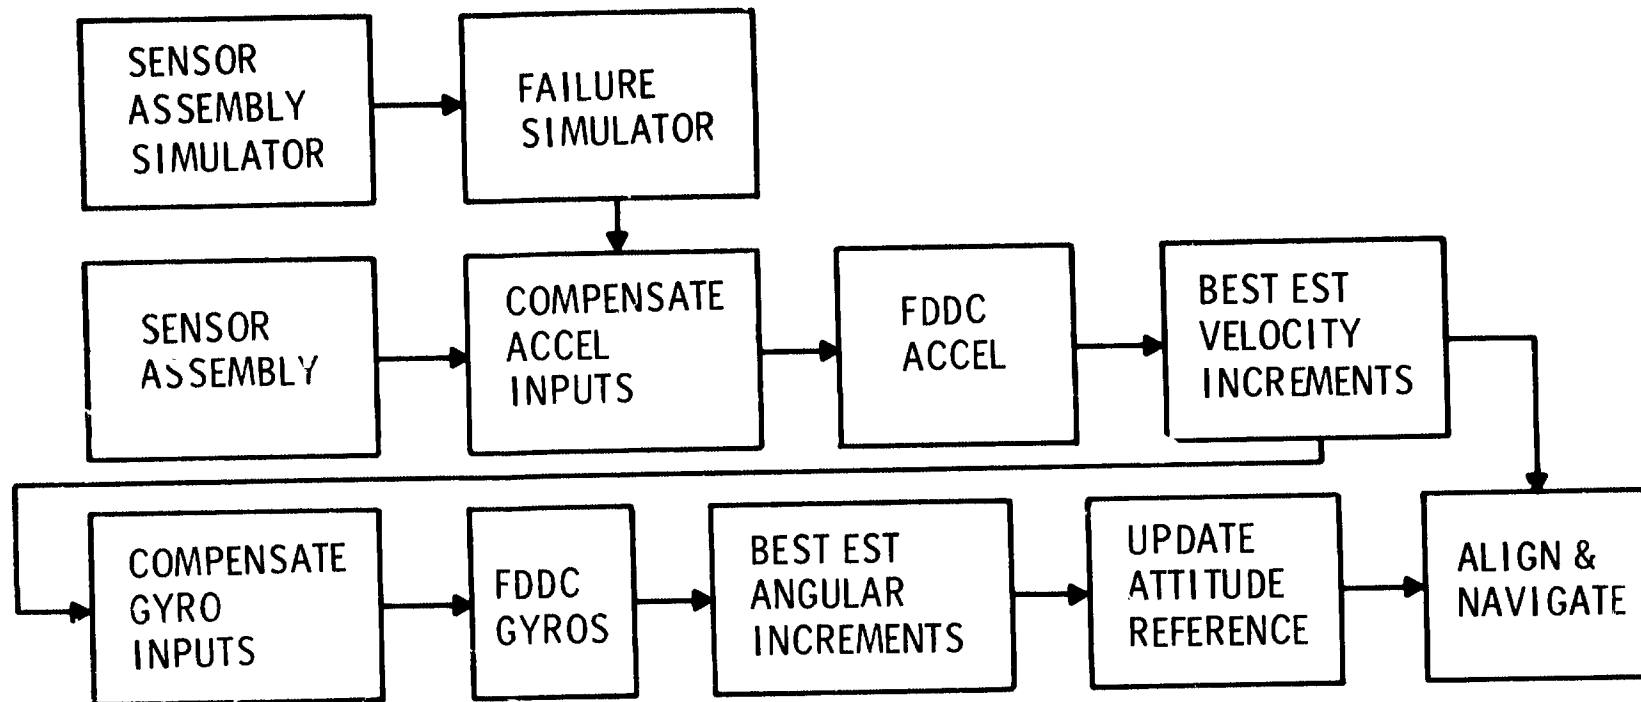 SENSOR
ASSEMBLY
SIMULATOR
FAILURE
SIMULATOR
SENSOR
ASSEMBLY
COMPENSATE
ACCEL
INPUTS
FDDC
ACCEL
BEST EST
VELOCITY
INCREMENTS
COMPENSATE
GYRO
INPUTS
FDDC
GYROS
BEST EST
ANGULAR
INCREMENTS
UPDATE
ATTITUDE
REFERENCE
ALIGN &
NAVIGATE